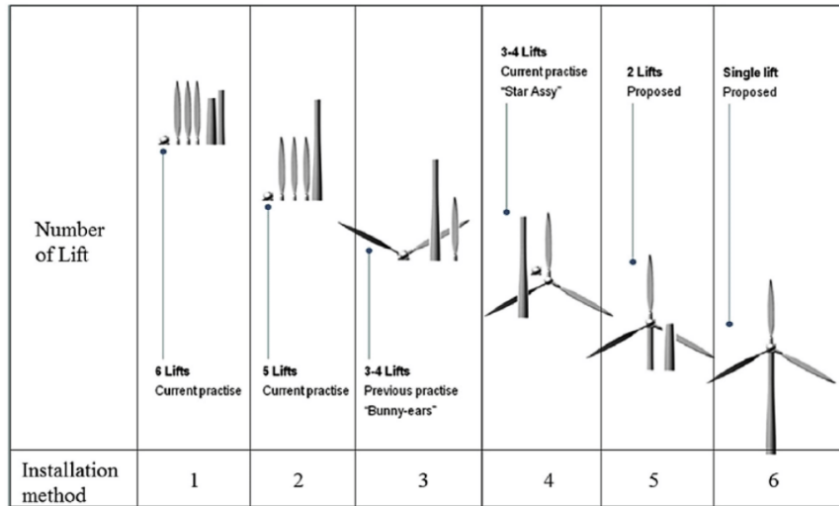 3-4 Lifts
Current practise
"Star Assy"
2 Lifts
Proposed
Single lift
Proposed
Number
of Lift
6 Lifts
Current practise
5 Lifts
Current practise
3-4 Lifts
Previous practise
"Bunny-ears"
Installation
method
1
2
3
4
5
6